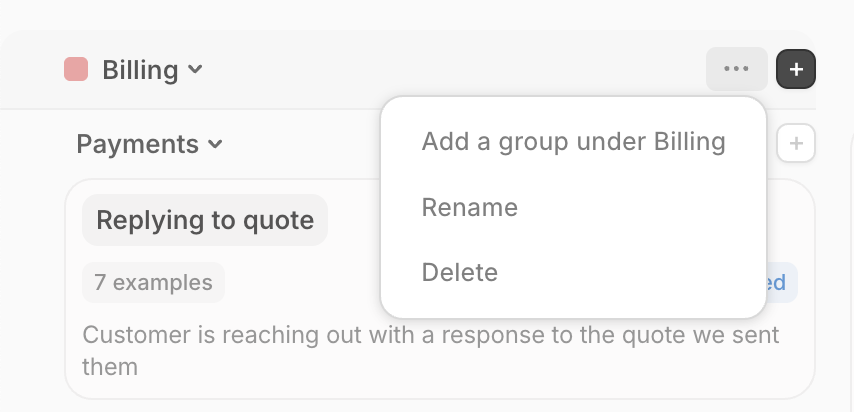 Billing
Add a group under Billing
Payments
Rename
Replying to quote
Delete
7 examples
Customer is reaching out with a response to the quote we sent
them